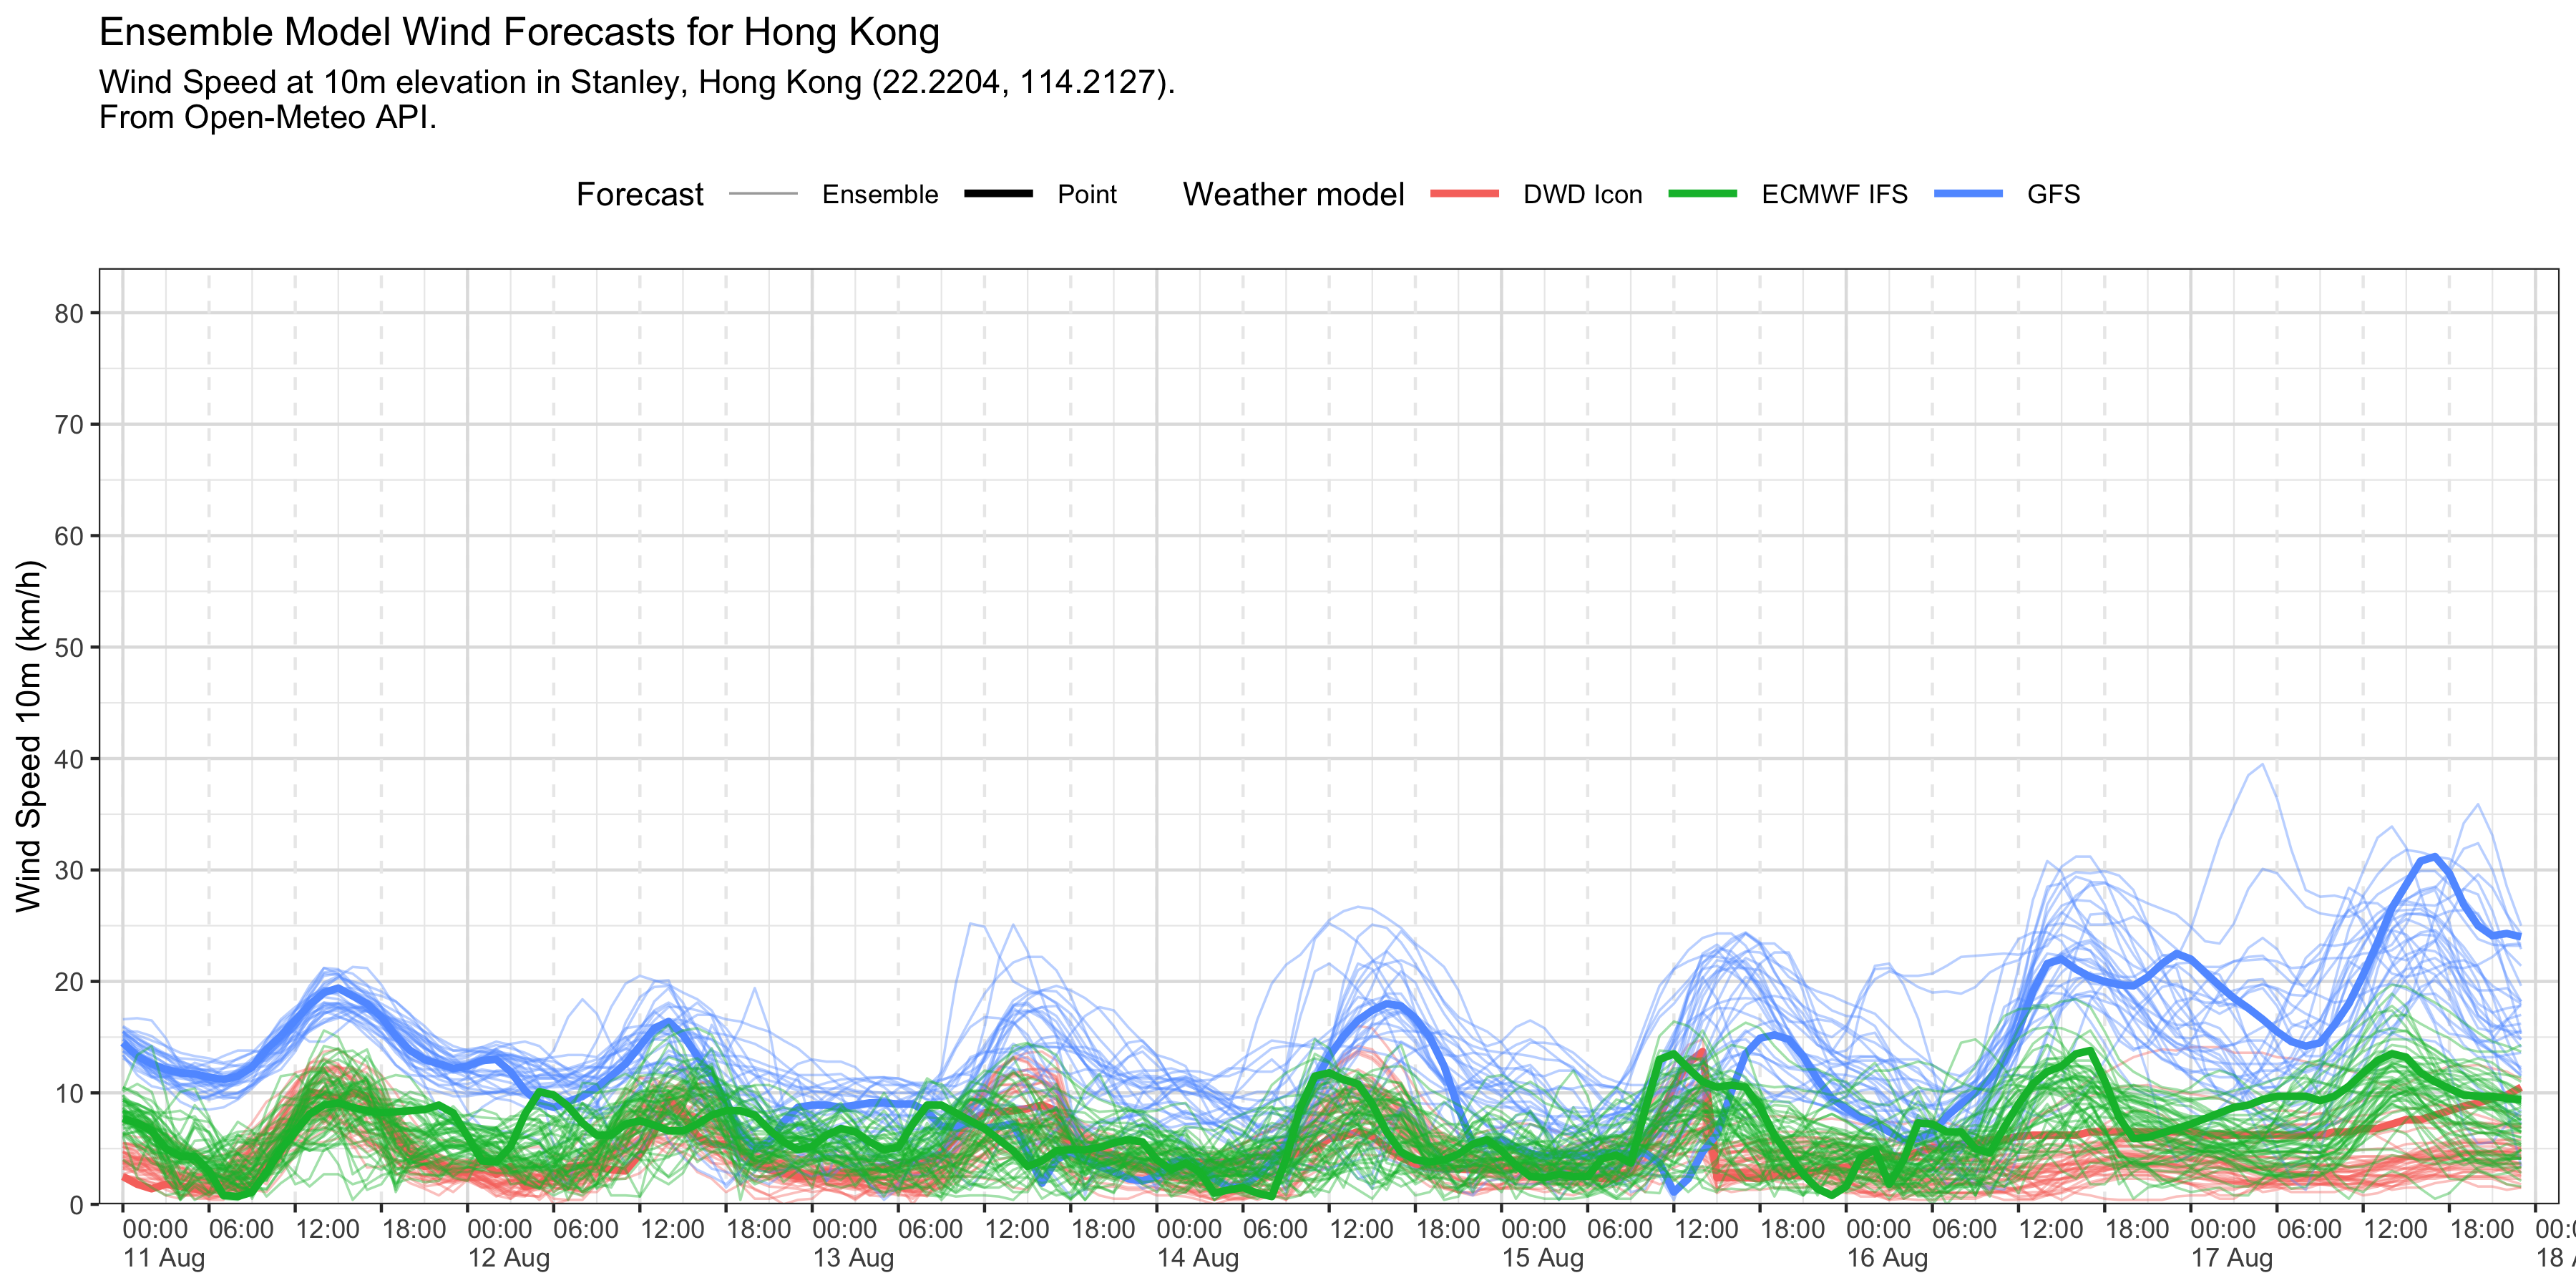 Ensemble Model Wind Forecasts for Hong Kong
Wind Speed at 10m elevation in Stanley, Hong Kong (22.2204, 114.2127).
From Open-Meteo API.
Forecast Ensemble Point Weather model DWD Icon ECMWF IFS GFS
Wind Speed 10m (km/h)
80
70
60
50
40
30
20
10
0
00:00 06:00 12:00 18:00 00:00 06:00 12:00 18:00 00:00 06:00 12:00 18:00 00:00 06:00 12:00 18:00 00:00 06:00 12:00 18:00 00:00 06:00 12:00 18:00 00:00 06:00 12:00 18:00 00:0
11 Aug 12 Aug 13 Aug 14 Aug 15 Aug 16 Aug 17 Aug 18 A